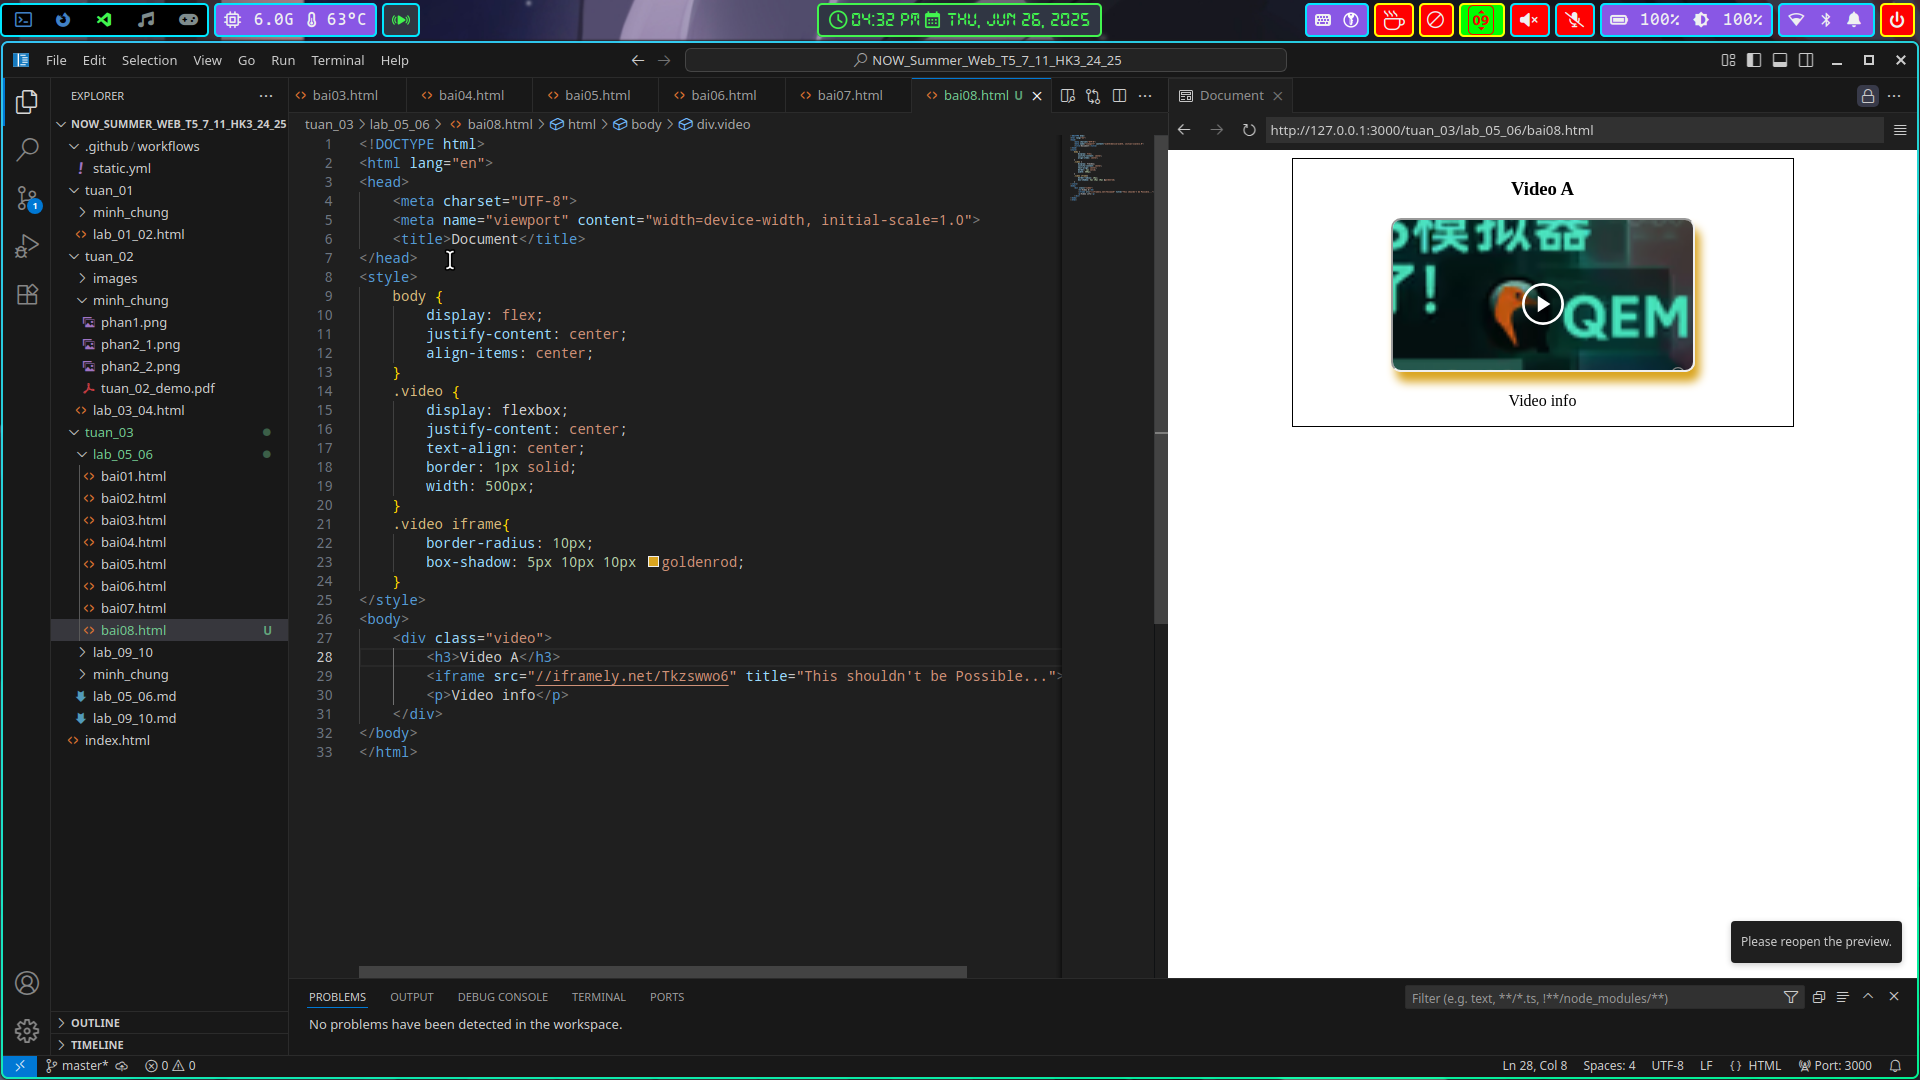 6.0G 63°C
04:32 PM THU, JUN 26, 2025
09
100% 100%
File Edit Selection View Go Run Terminal Help
NOW_Summer_Web_T5_7_11_HK3_24_25
EXPLORER
NOW_SUMMER_WEB_T5_7_11_HK3_24_25
.github/workflows
static.yml
tuan_01
minh_chung
lab_01_02.html
tuan_02
images
minh_chung
phan1.png
phan2_1.png
phan2_2.png
tuan_02_demo.pdf
lab_03_04.html
tuan_03
lab_05_06
bai01.html
bai02.html
bai03.html
bai04.html
bai05.html
bai06.html
bai07.html
bai08.html U
lab_09_10
minh_chung
lab_05_06.md
lab_09_10.md
index.html
OUTLINE
TIMELINE
1
bai03.html bai04.html bai05.html bai06.html bai07.html bai08.html U
tuan_03 > lab_05_06 > bai08.html > html > body > div.video
1 <!DOCTYPE html>
2 <html lang="en">
3 <head>
4 <meta charset="UTF-8">
5 <meta name="viewport" content="width=device-width, initial-scale=1.0">
6 <title>Document</title>
7 </head>
8 <style>
9 body {
10 display: flex;
11 justify-content: center;
12 align-items: center;
13 }
14 .video {
15 display: flexbox;
16 justify-content: center;
17 text-align: center;
18 border: 1px solid;
19 width: 500px;
20 }
21 .video iframe{
22 border-radius: 10px;
23 box-shadow: 5px 10px 10px goldenrod;
24 }
25 </style>
26 <body>
27 <div class="video">
28 <h3>Video A</h3>
29 <iframe src="//iframely.net/Tkzswwo6" title="This shouldn't be Possible...">
30 <p>Video info</p>
31 </div>
32 </body>
33 </html>
Document
http://127.0.0.1:3000/tuan_03/lab_05_06/bai08.html
Video A
模拟器
了!
QEM
Video info
Please reopen the preview.
PROBLEMS OUTPUT DEBUG CONSOLE TERMINAL PORTS
Filter (e.g. text, **/*.ts, !**/node_modules/**)
No problems have been detected in the workspace.
master* 0 0
Ln 28, Col 8 Spaces: 4 UTF-8 LF {} HTML Port: 3000